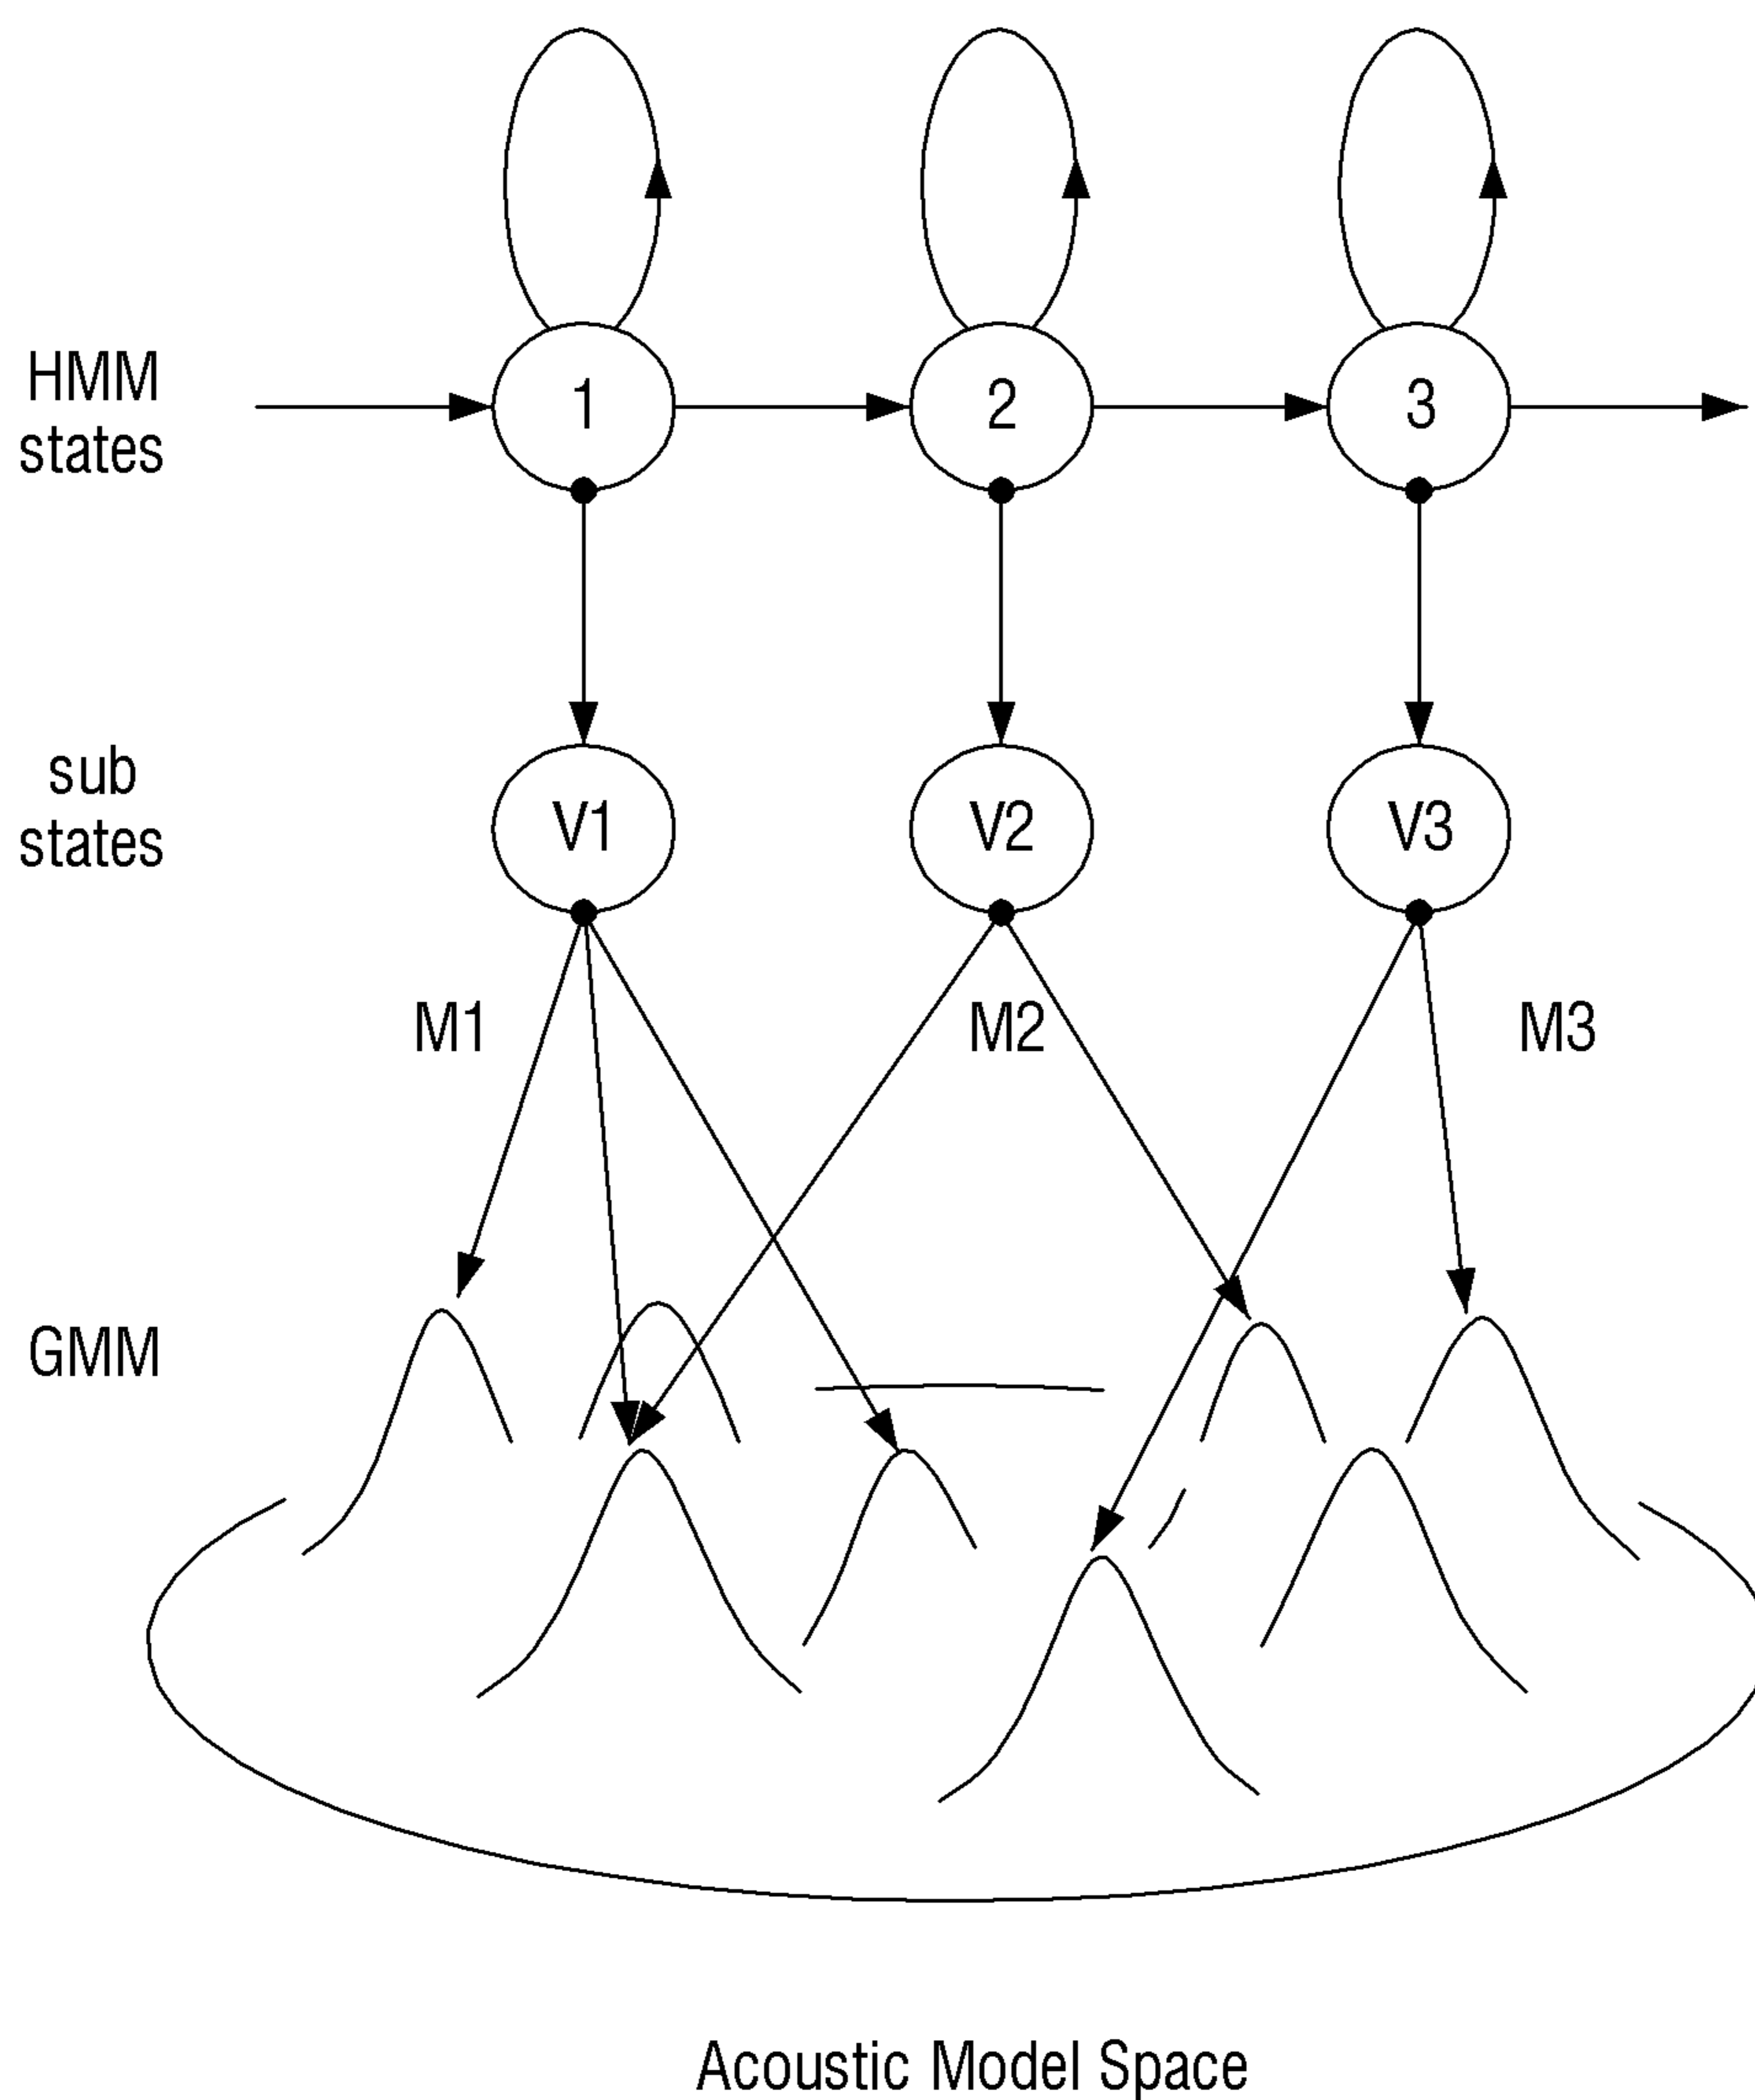 HMM
states
1
2
3
sub
states
V1
V2
V3
M1
M2
M3
GMM
Acoustic Model Space